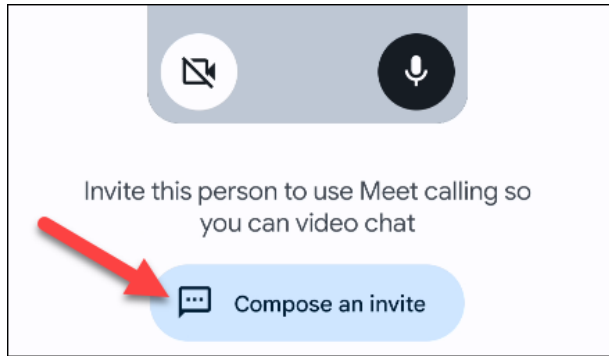 Invite this person to use Meet calling so
you can video chat
Compose an invite